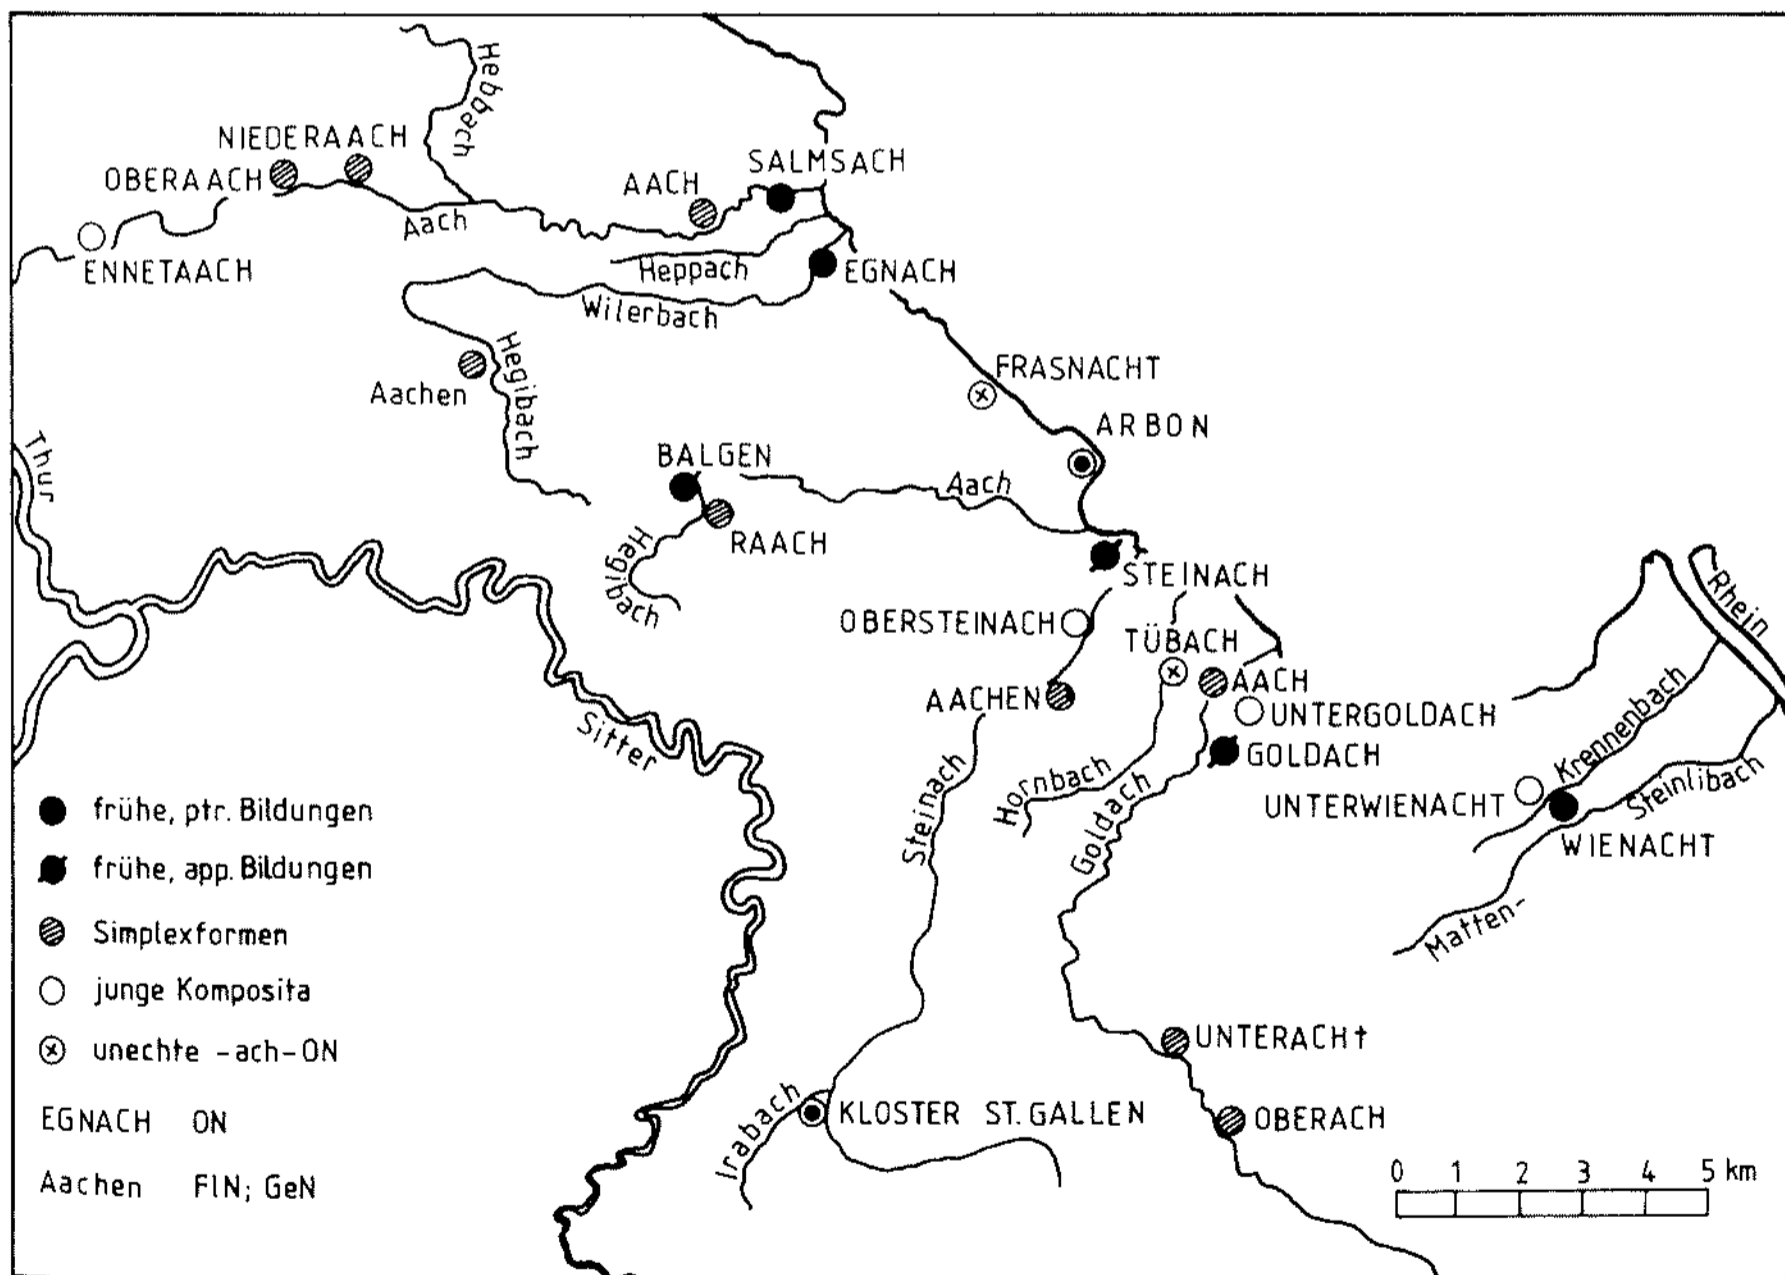 Hebbach
NIEDERAACH
OBERAACH
SALMSACH
AACH
Aach
ENNETAACH
Heppach
EGNACH
Wilerbach
Hegibach
Aachen
FRASNACHT
ARBON
Thur
BALGEN
Aach
RAACH
Hegibach
STEINACH
Rhein
OBERSTEINACH
TÜBACH
AACHEN
AACH
UNTERGOLDACH
Sitter
GOLDACH
Hornbach
Krennenbach
Steinach
Goldach
UNTERWIENACHT
Steinlibach
WIENACHT
Matten-
frühe, ptr. Bildungen
frühe, app. Bildungen
Simplexformen
junge Komposita
unechte -ach-ON
EGNACH ON
Aachen FlN; GeN
UNTERACH†
Irabach
KLOSTER ST. GALLEN
OBERACH
0 1 2 3 4 5 km